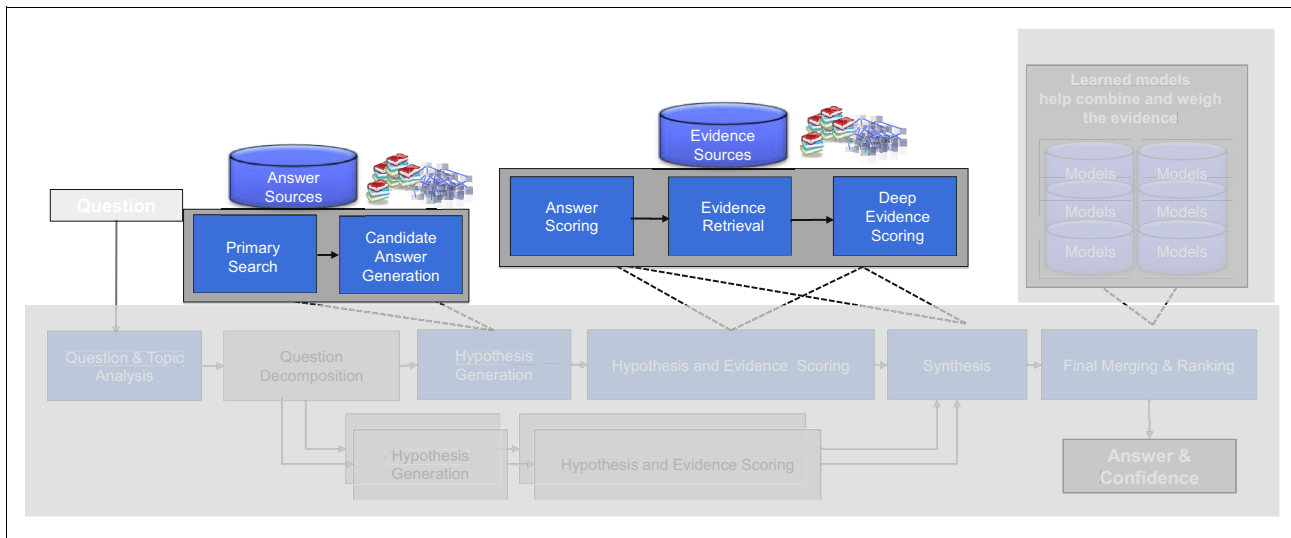 Learned models
help combine and weigh
the evidence
Models
Models
Models
Models
Models
Models
Evidence
Sources
Answer
Sources
Question
Primary
Search
Candidate
Answer
Generation
Answer
Scoring
Evidence
Retrieval
Deep
Evidence
Scoring
Question & Topic
Analysis
Question
Decomposition
Hypothesis
Generation
Hypothesis and Evidence Scoring
Synthesis
Final Merging & Ranking
Hypothesis
Generation
Hypothesis and Evidence Scoring
Answer &
Confidence